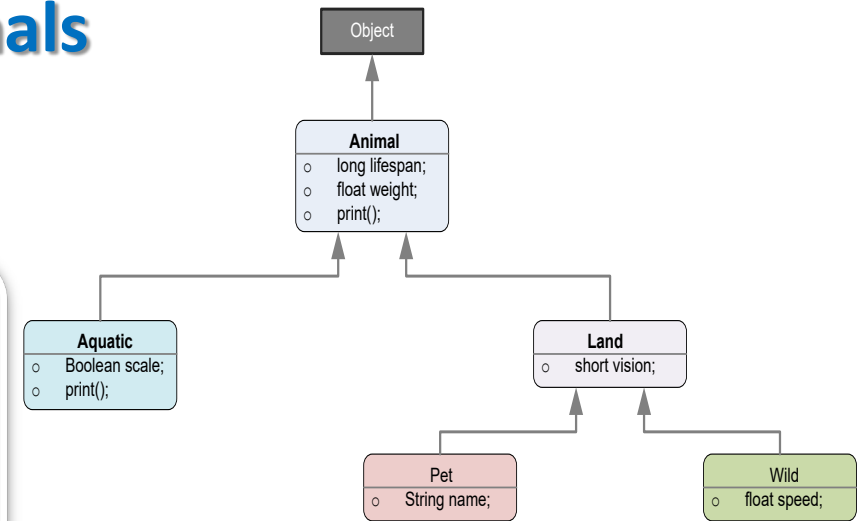 als
Object
Animal
○ long lifespan;
○ float weight;
○ print();
Aquatic
○ Boolean scale;
○ print();
Land
○ short vision;
Pet
○ String name;
Wild
○ float speed;